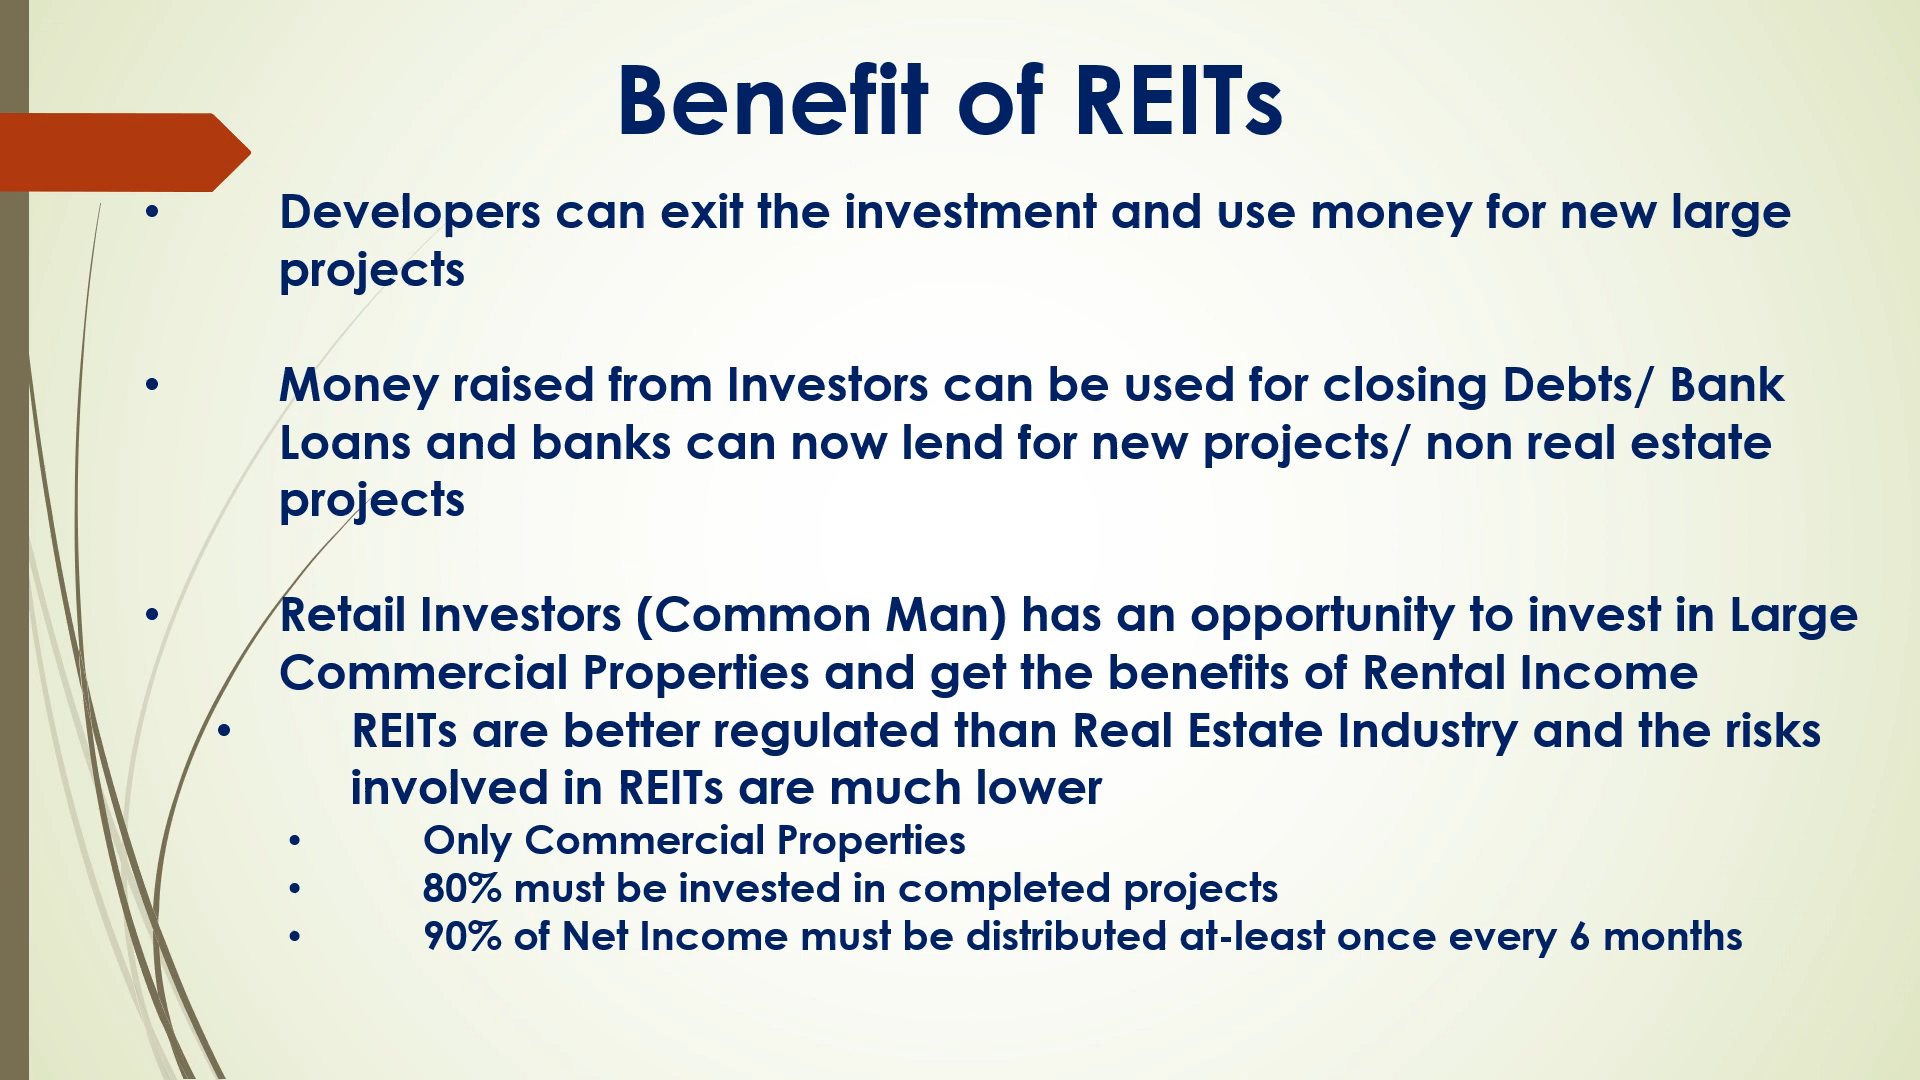 Benefit of REITs
• Developers can exit the investment and use money for new large
projects
• Money raised from Investors can be used for closing Debts/ Bank
Loans and banks can now lend for new projects/ non real estate
projects
• Retail Investors (Common Man) has an opportunity to invest in Large
Commercial Properties and get the benefits of Rental Income
• REITs are better regulated than Real Estate Industry and the risks
involved in REITs are much lower
• Only Commercial Properties
• 80% must be invested in completed projects
• 90% of Net Income must be distributed at-least once every 6 months